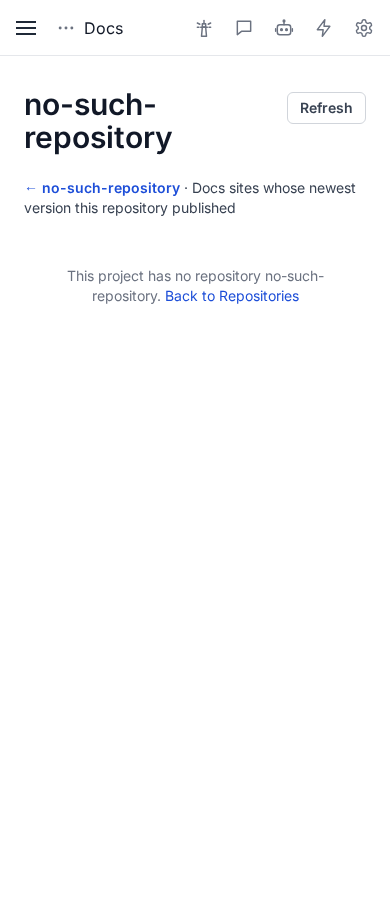 Docs
no-such-
repository
Refresh
← no-such-repository · Docs sites whose newest
version this repository published
This project has no repository no-such-
repository. Back to Repositories